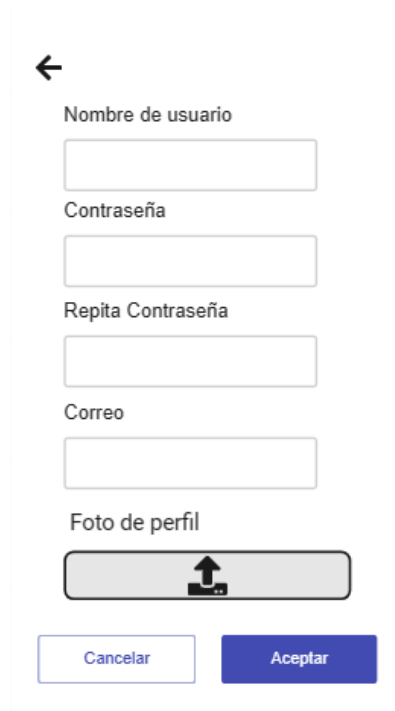 Nombre de usuario
Contraseña
Repita Contraseña
Correo
Foto de perfil
Cancelar
Aceptar